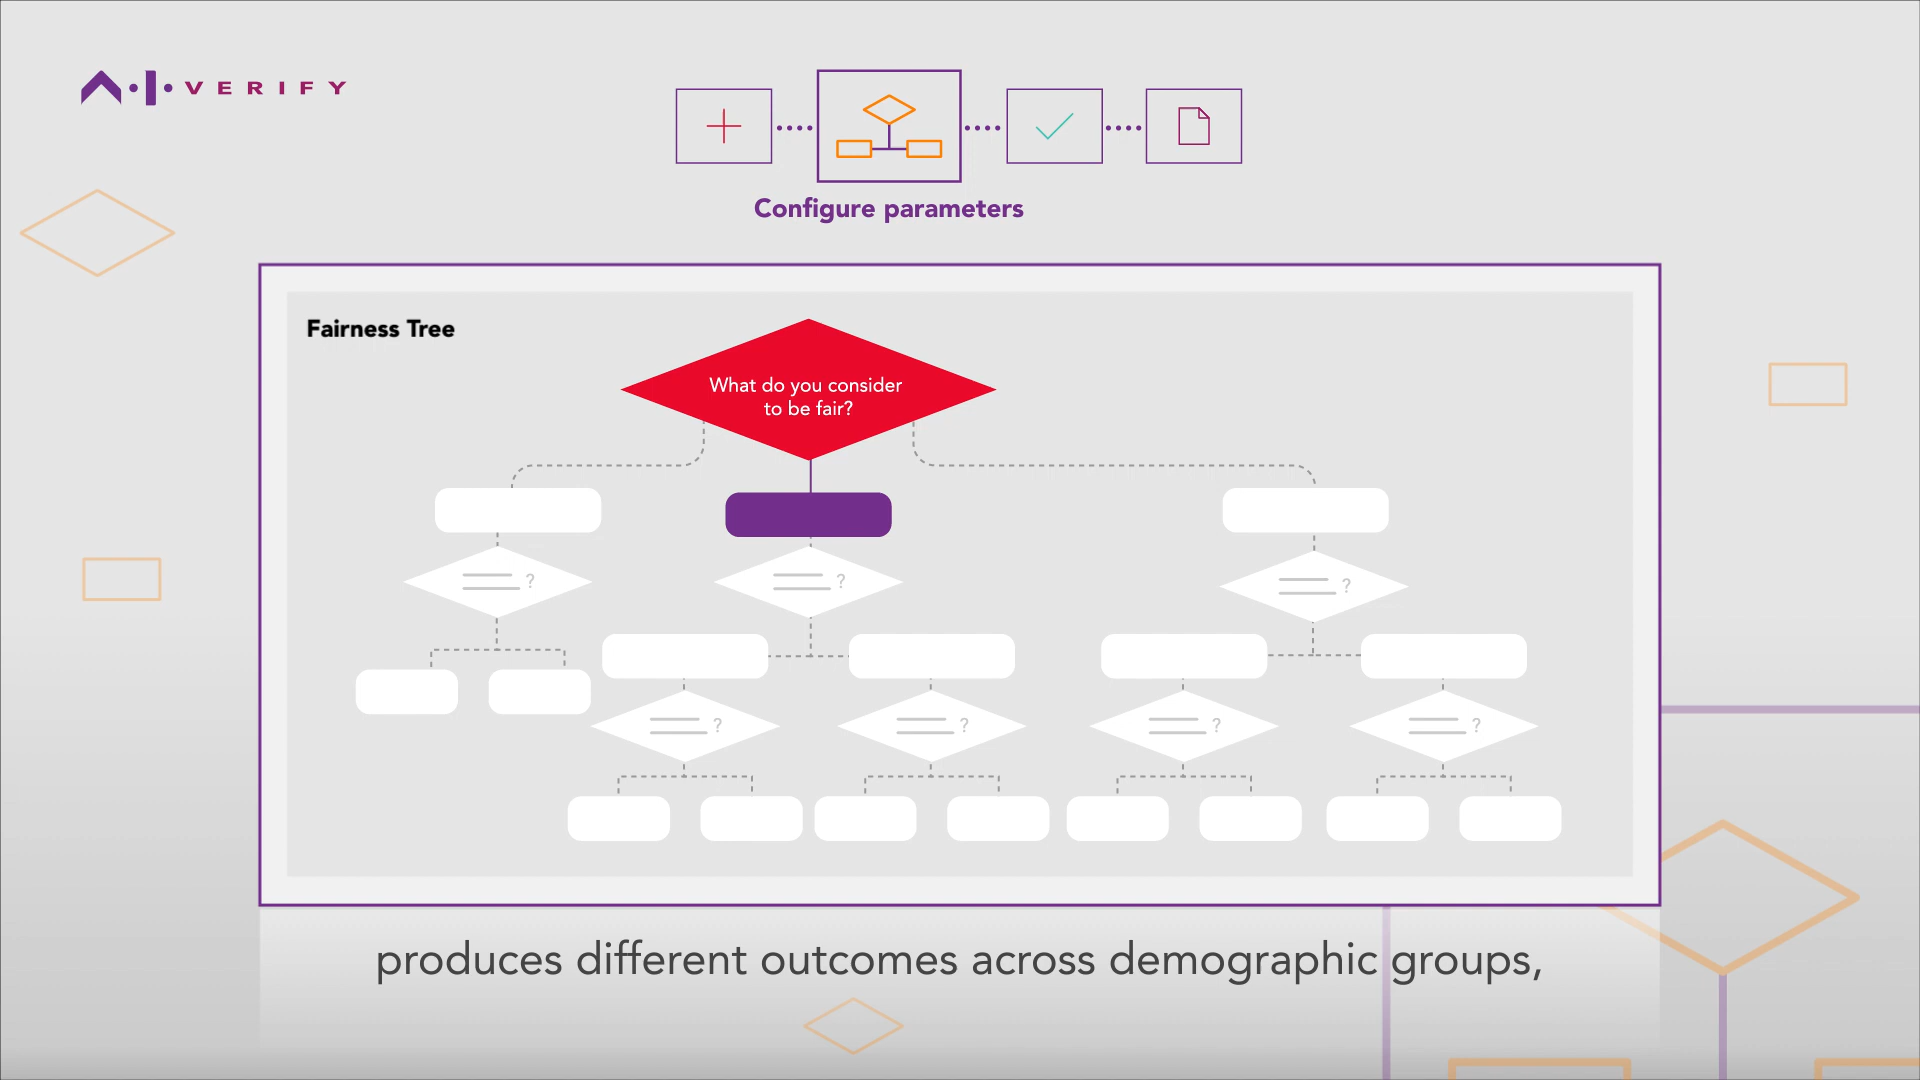 A.I. VERIFY
Configure parameters
Fairness Tree
What do you consider
to be fair?
?
?
?
?
?
?
?
produces different outcomes across demographic groups,